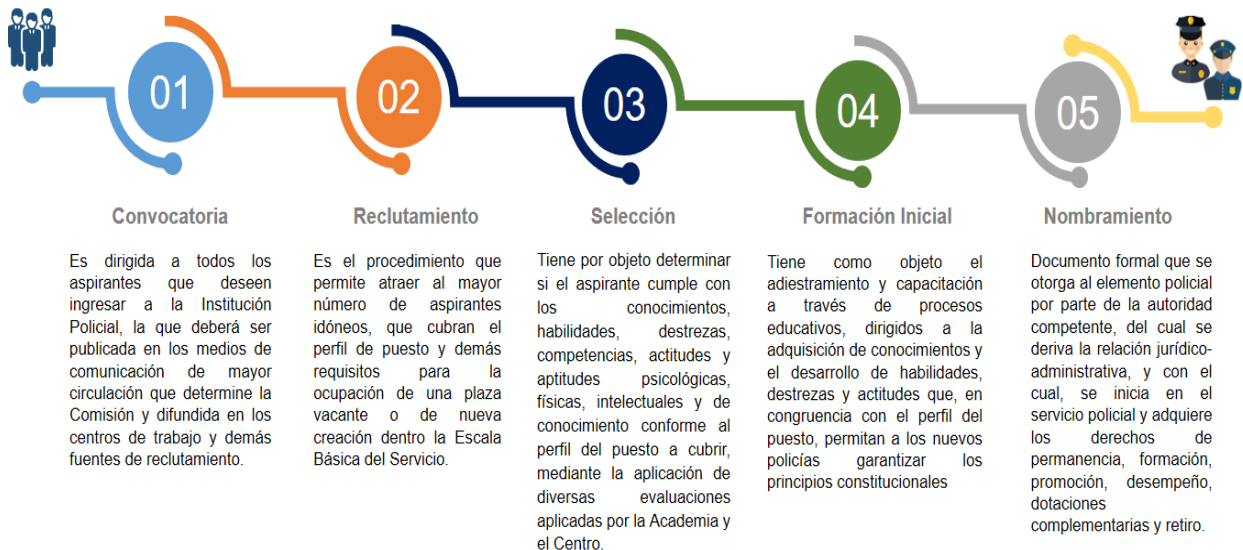 01
02
03
04
05
Convocatoria
Es dirigida a todos los
aspirantes que deseen
ingresar a la Institución
Policial, la que deberá ser
publicada en los medios de
comunicación de mayor
circulación que determine la
Comisión y difundida en los
centros de trabajo y demás
fuentes de reclutamiento.
Reclutamiento
Es el procedimiento que
permite atraer al mayor
número de aspirantes
idóneos, que cubran el
perfil de puesto y demás
requisitos para la
ocupación de una plaza
vacante o de nueva
creación dentro la Escala
Básica del Servicio.
Selección
Tiene por objeto determinar
si el aspirante cumple con
los conocimientos,
habilidades, destrezas,
competencias, actitudes y
aptitudes psicológicas,
físicas, intelectuales y de
conocimiento conforme al
perfil del puesto a cubrir,
mediante la aplicación de
diversas evaluaciones
aplicadas por la Academia y
el Centro.
Formación Inicial
Tiene como objeto el
adiestramiento y capacitación
a través de procesos
educativos, dirigidos a la
adquisición de conocimientos y
el desarrollo de habilidades,
destrezas y actitudes que, en
congruencia con el perfil del
puesto, permitan a los nuevos
policías garantizar los
principios constitucionales
Nombramiento
Documento formal que se
otorga al elemento policial
por parte de la autoridad
competente, del cual se
deriva la relación jurídico-
administrativa, y con el
cual, se inicia en el
servicio policial y adquiere
los derechos de
permanencia, formación,
promoción, desempeño,
dotaciones
complementarias y retiro.